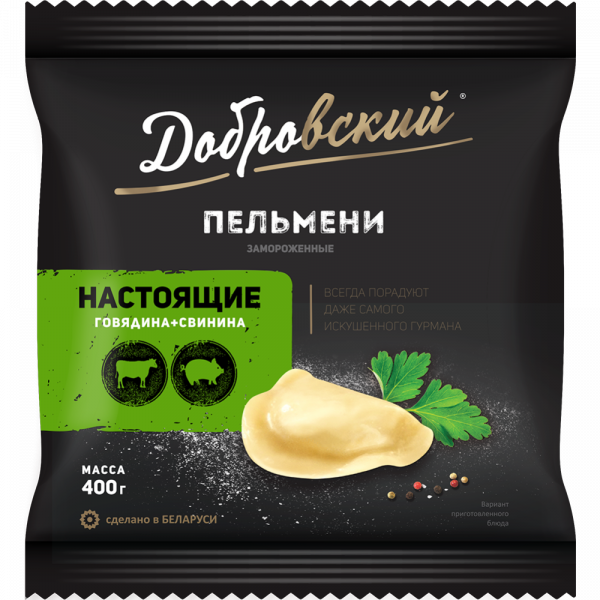 Добровский®
ПЕЛЬМЕНИ
ЗАМОРОЖЕННЫЕ
НАСТОЯЩИЕ
ГОВЯДИНА+СВИНИНА
ВСЕГДА ПОРАДУЮТ
ДАЖЕ САМОГО
ИСКУШЕННОГО ГУРМАНА
МАССА
400 г
сделано в БЕЛАРУСИ
Вариант
приготовленного
блюда